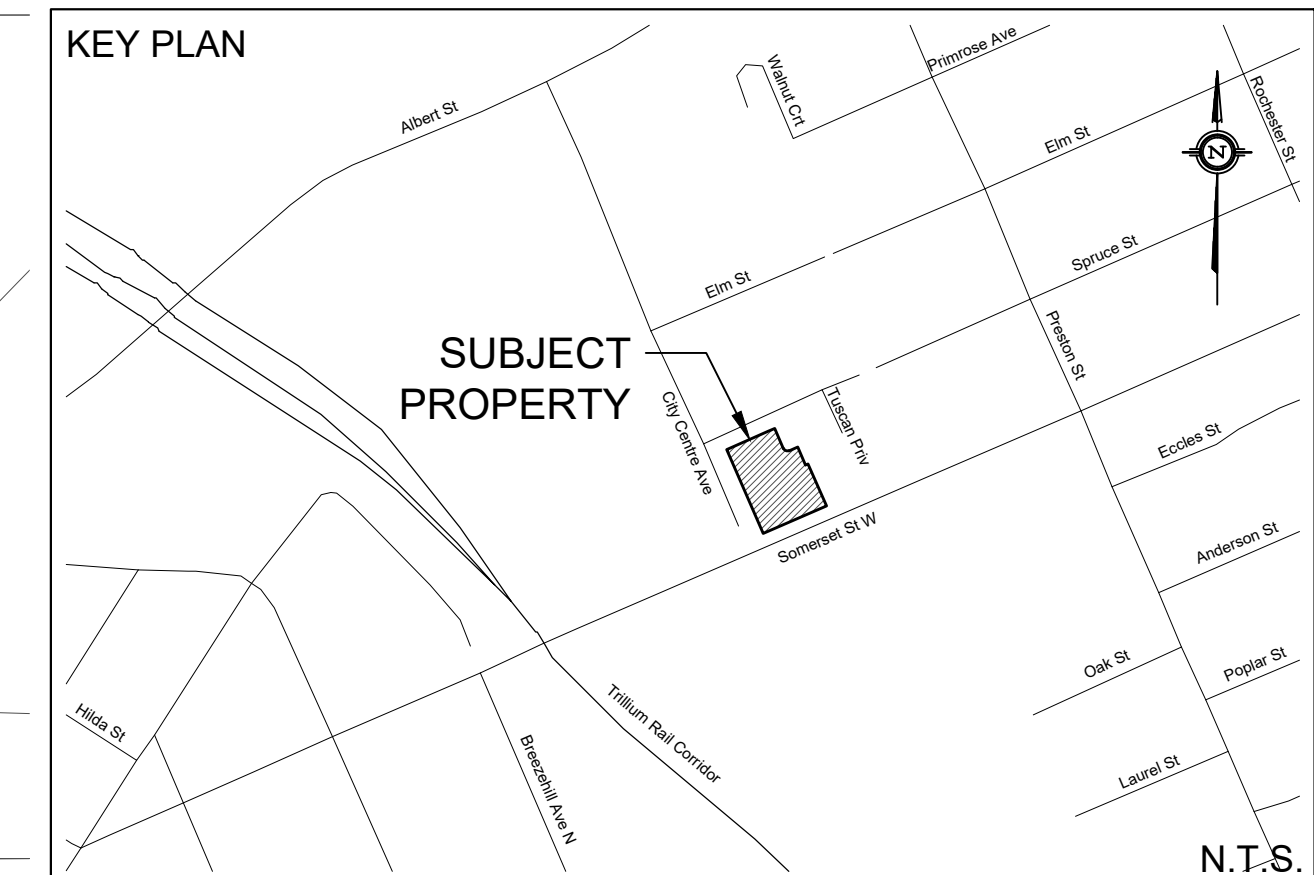 KEY PLAN
Albert St
Walnut Crt
Primrose Ave
Rochester St
Elm St
N
Spruce St
Elm St
SUBJECT
PROPERTY
Preston St
City Centre Ave
Tuscan Priv
Eccles St
Somerset St W
Anderson St
Oak St
Poplar St
Hilda St
Trillium Rail Corridor
Breezehill Ave N
Laurel St
N.T.S.